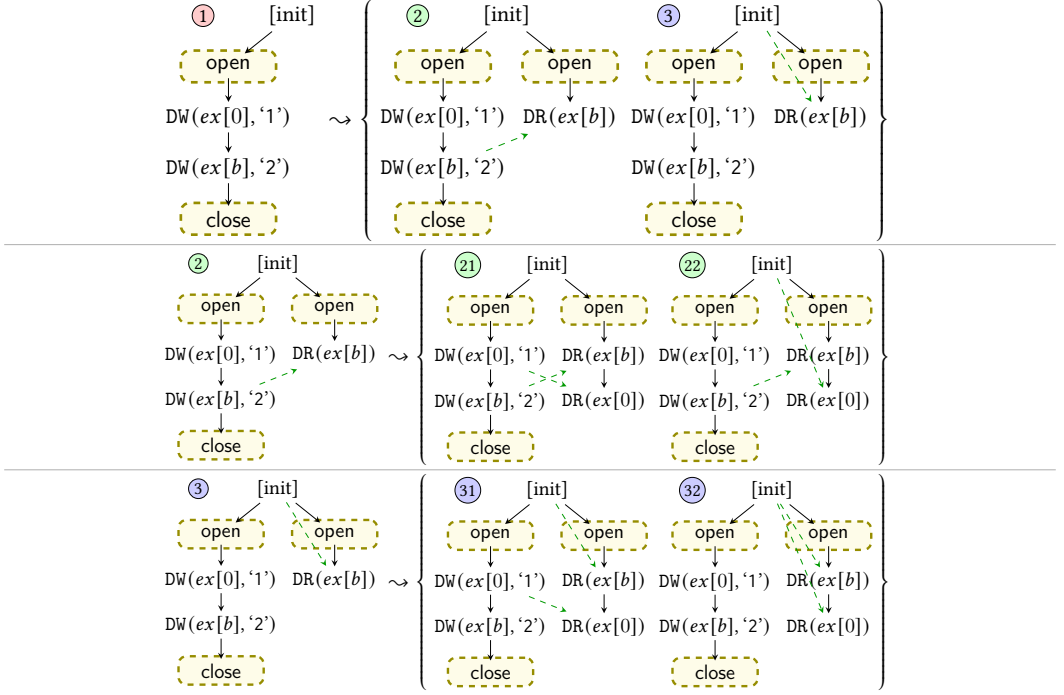 1 [init] 2 [init] 3 [init]
open open open open open
DW(ex[0], ‘1’) ⤳ { DW(ex[0], ‘1’) DR(ex[b]) DW(ex[0], ‘1’) DR(ex[b]) }
DW(ex[b], ‘2’) DW(ex[b], ‘2’) DW(ex[b], ‘2’)
close close close
2 [init] 21 [init] 22 [init]
open open open open open open
DW(ex[0], ‘1’) DR(ex[b]) ⤳ { DW(ex[0], ‘1’) DR(ex[b]) DW(ex[0], ‘1’) DR(ex[b]) }
DW(ex[b], ‘2’) DW(ex[b], ‘2’) DR(ex[0]) DW(ex[b], ‘2’) DR(ex[0])
close close close
3 [init] 31 [init] 32 [init]
open open open open open open
DW(ex[0], ‘1’) DR(ex[b]) ⤳ { DW(ex[0], ‘1’) DR(ex[b]) DW(ex[0], ‘1’) DR(ex[b]) }
DW(ex[b], ‘2’) DW(ex[b], ‘2’) DR(ex[0]) DW(ex[b], ‘2’) DR(ex[0])
close close close